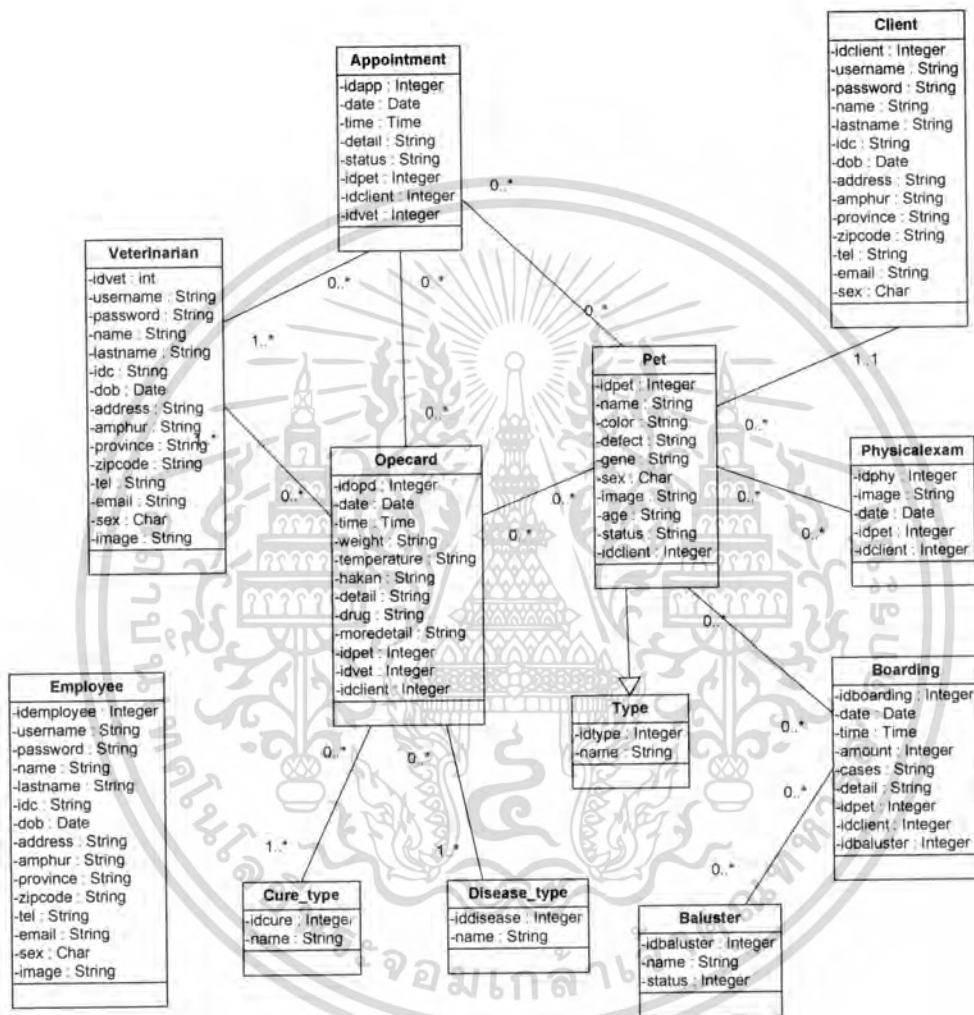 Client
-idclient : Integer
-username : String
-password : String
-name : String
-lastname : String
-idc : String
-dob : Date
-address : String
-amphur : String
-province : String
-zipcode : String
-tel : String
-email : String
-sex : Char
Appointment
-idapp : Integer
-date : Date
-time : Time
-detail : String
-status : String
-idpet : Integer
-idclient : Integer
-idvet : Integer
0..*
Veterinarian
-idvet : int
-username : String
-password : String
-name : String
-lastname : String
-idc : String
-dob : Date
-address : String
-amphur : String
-province : String
-zipcode : String
-tel : String
-email : String
-sex : Char
-image : String
0..*
0..*
0..*
1..*
1..1
Pet
-idpet : Integer
-name : String
-color : String
-defect : String
-gene : String
-sex : Char
-image : String
-age : String
-status : String
-idclient : Integer
0..*
0..*
Physicalexam
-idphy : Integer
-image : String
-date : Date
-idpet : Integer
-idclient : Integer
0..*
0..*
Opecard
-idopd : Integer
-date : Date
-time : Time
-weight : String
-temperature : String
-hakan : String
-detail : String
-drug : String
-moredetail : String
-idpet : Integer
-idvet : Integer
-idclient : Integer
0..*
0..*
0..*
0..*
Type
-idtype : Integer
-name : String
Boarding
-idboarding : Integer
-date : Date
-time : Time
-amount : Integer
-cases : String
-detail : String
-idpet : Integer
-idclient : Integer
-idbaluster : Integer
0..*
0..*
0..*
Employee
-idemployee : Integer
-username : String
-password : String
-name : String
-lastname : String
-idc : String
-dob : Date
-address : String
-amphur : String
-province : String
-zipcode : String
-tel : String
-email : String
-sex : Char
-image : String
0..*
0..*
1..*
1..*
Cure_type
-idcure : Integer
-name : String
Disease_type
-iddisease : Integer
-name : String
Baluster
-idbaluster : Integer
-name : String
-status : Integer